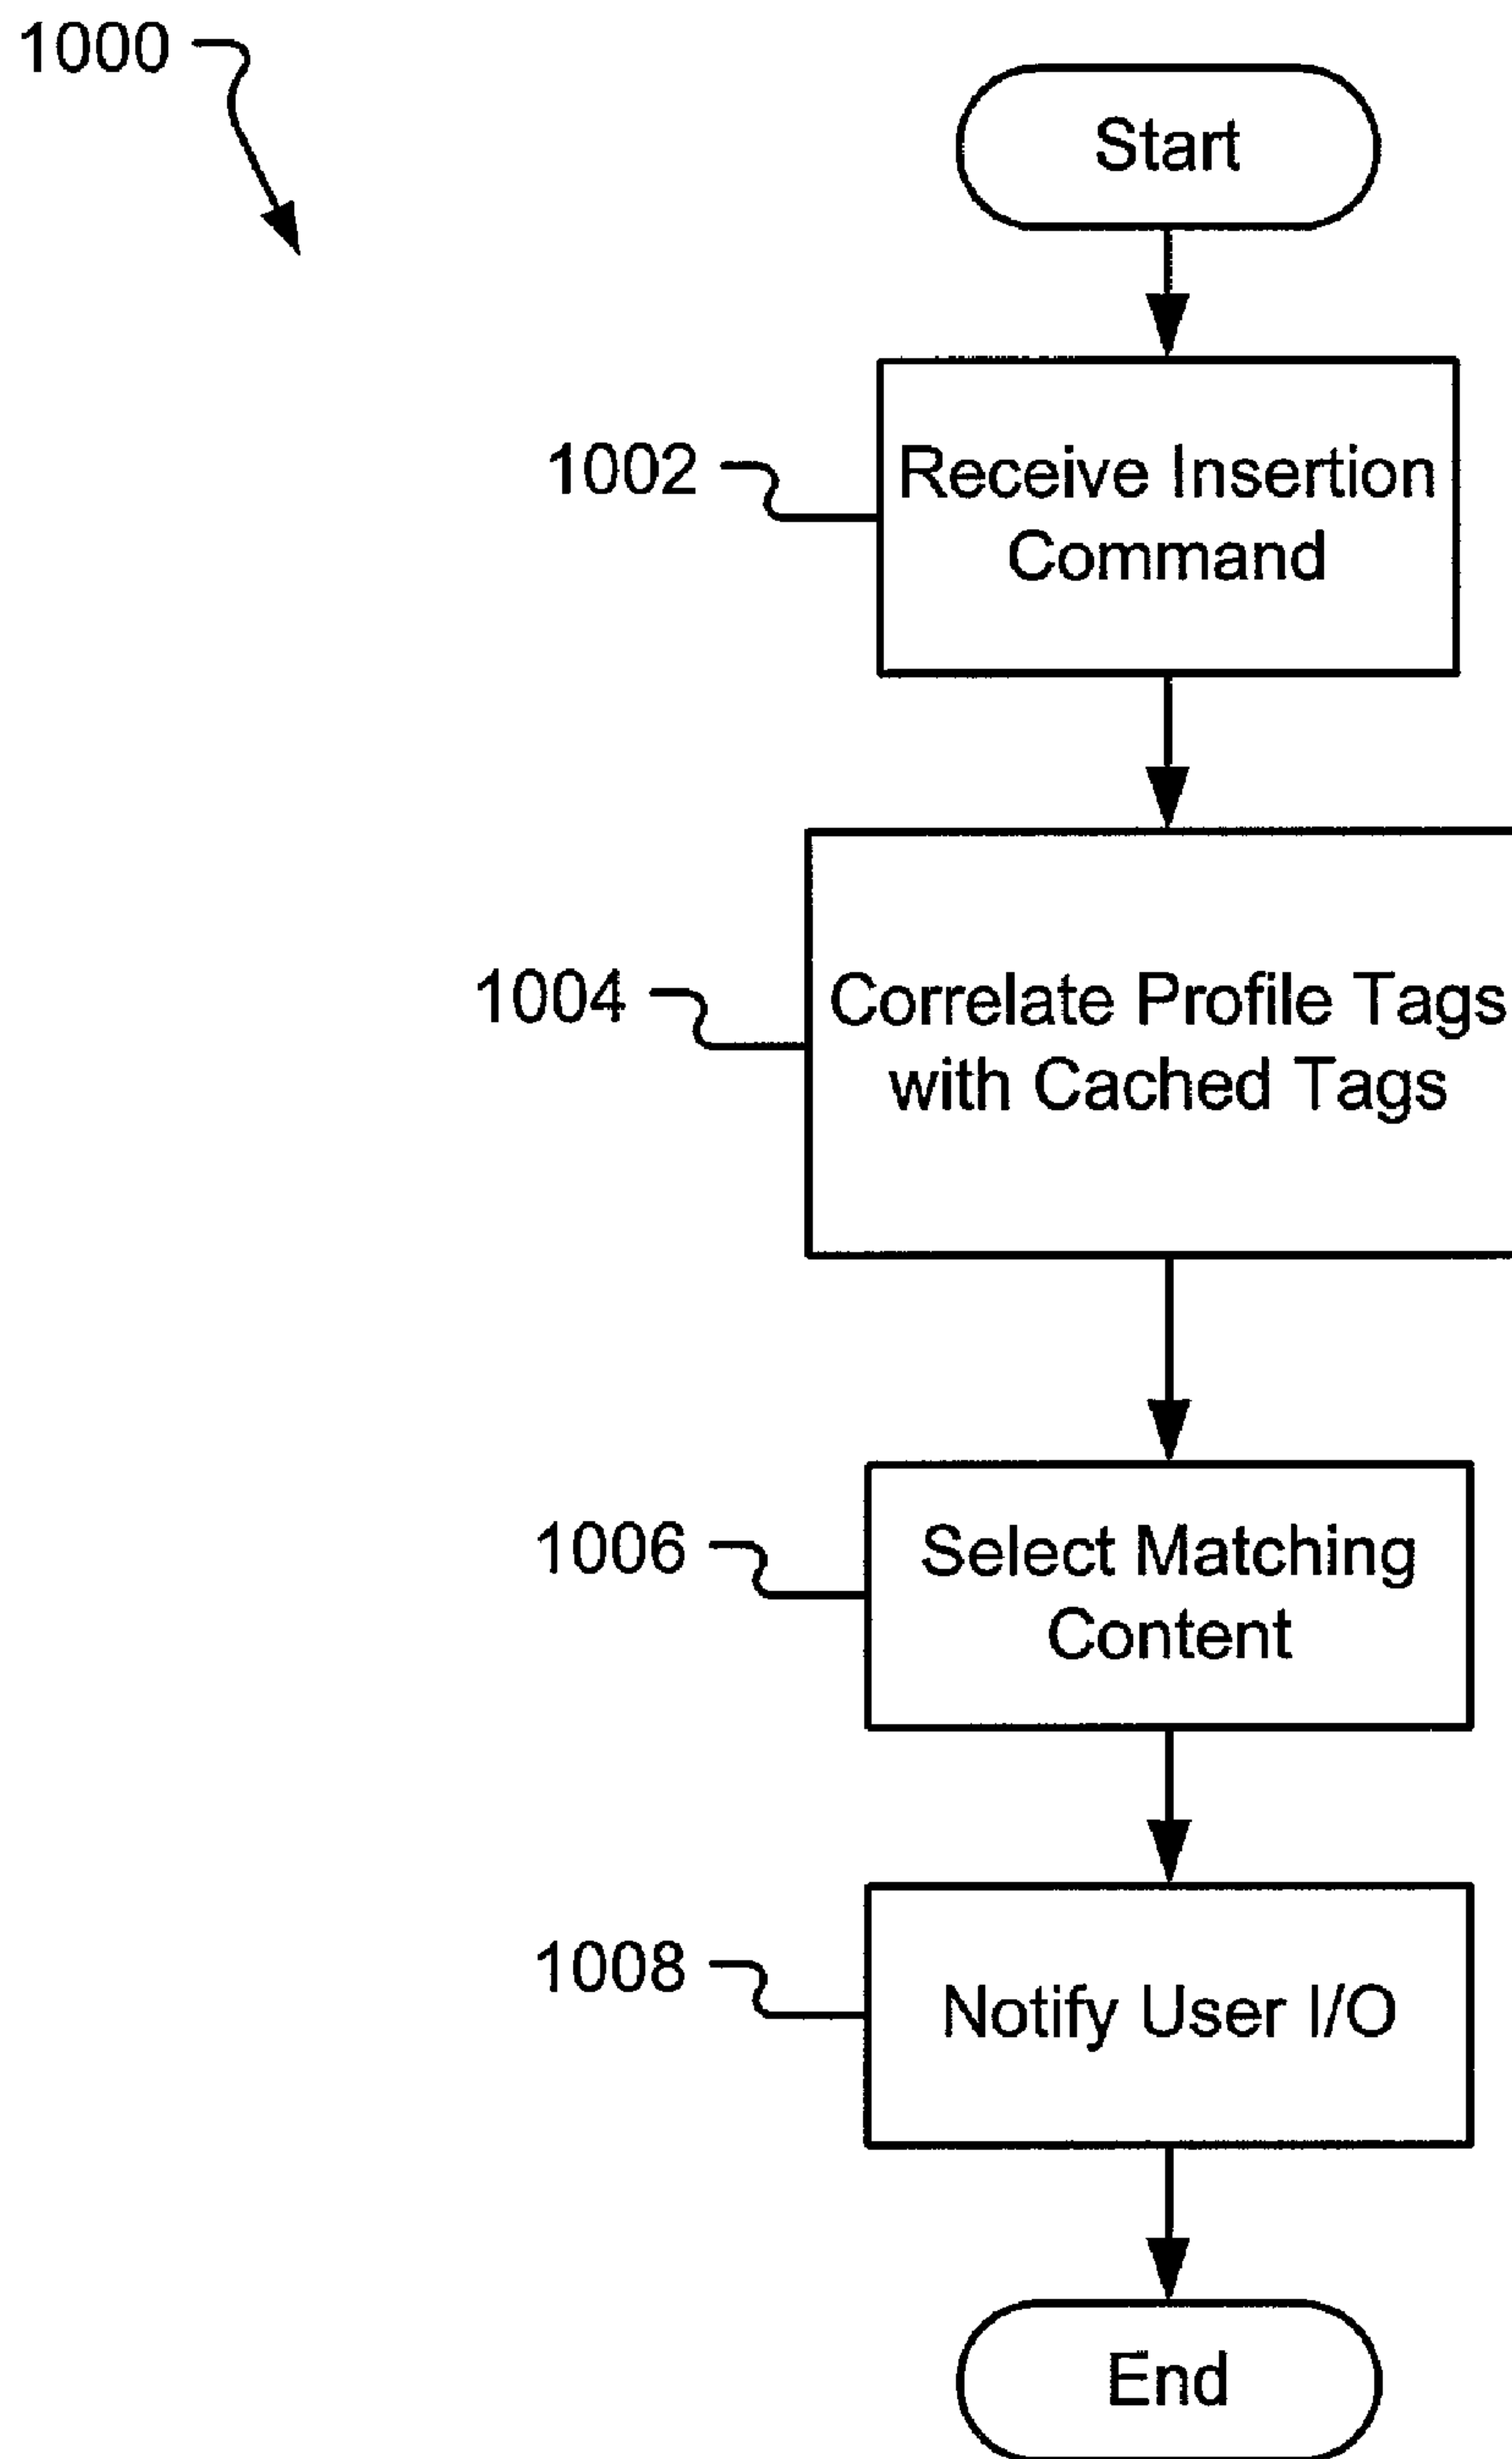 1000
Start
1002
Receive Insertion
Command
1004
Correlate Profile Tags
with Cached Tags
1006
Select Matching
Content
1008
Notify User I/O
End